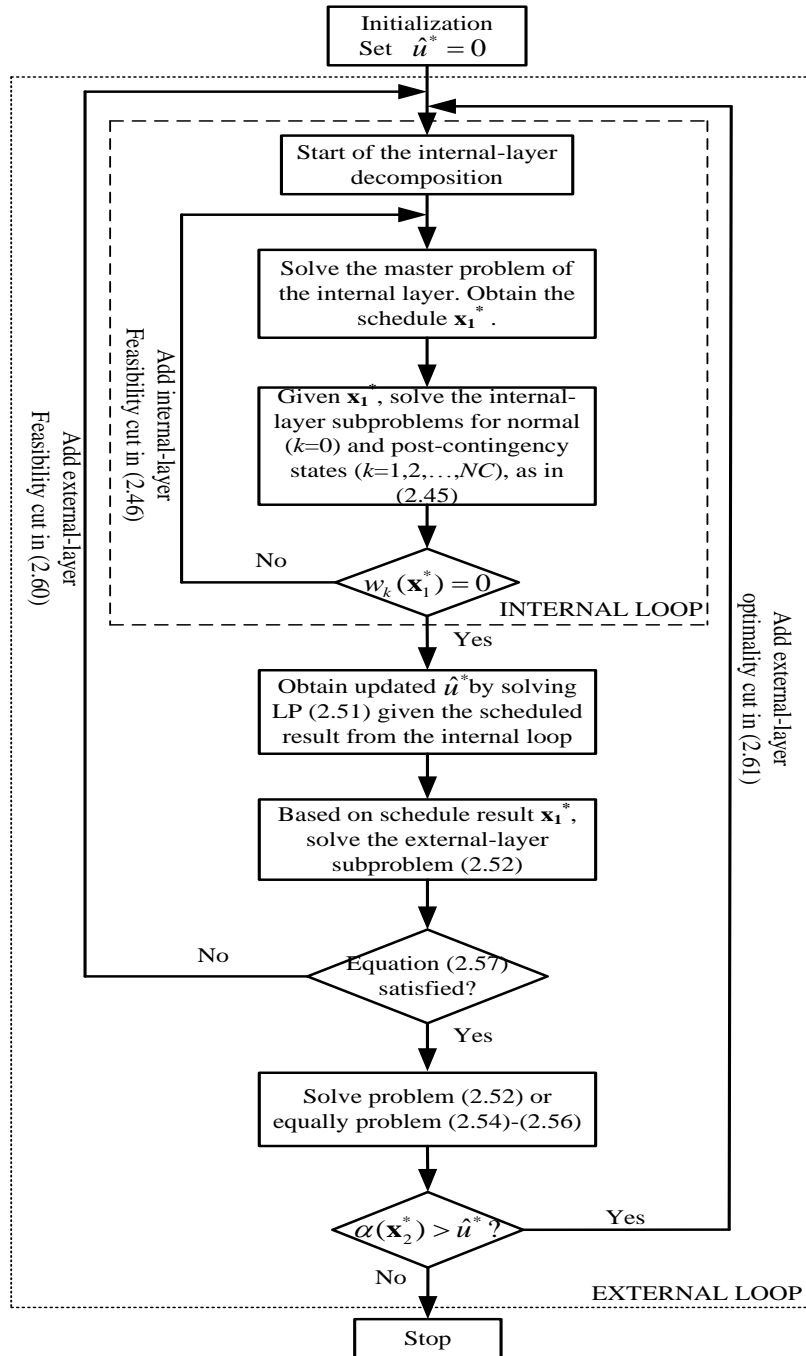 Initialization
Set û* = 0
Start of the internal-layer
decomposition
Solve the master problem of
the internal layer. Obtain the
schedule x₁* .
Given x₁*, solve the internal-
layer subproblems for normal
(k=0) and post-contingency
states (k=1,2,…,NC), as in
(2.45)
No
wₖ(x₁*) = 0
INTERNAL LOOP
Yes
Add internal-layer
Feasibility cut in (2.46)
Add external-layer
Feasibility cut in (2.60)
Add external-layer
optimality cut in (2.61)
Obtain updated û* by solving
LP (2.51) given the scheduled
result from the internal loop
Based on schedule result x₁*,
solve the external-layer
subproblem (2.52)
No
Equation (2.57)
satisfied?
Yes
Solve problem (2.52) or
equally problem (2.54)-(2.56)
α(x₂*) > û* ?
Yes
No
EXTERNAL LOOP
Stop